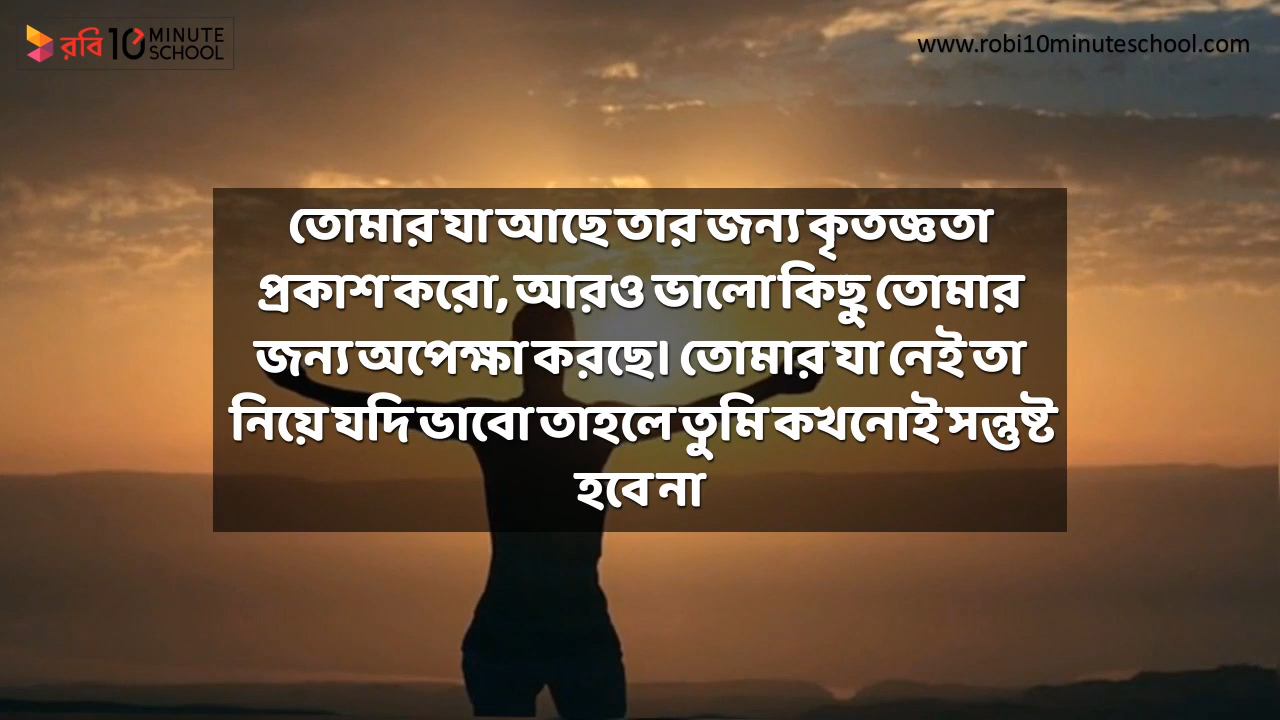 রবি 10 MINUTE SCHOOL
www.robi10minuteschool.com
তোমার যা আছে তার জন্য কৃতজ্ঞতা
প্রকাশ করো, আরও ভালো কিছু তোমার
জন্য অপেক্ষা করছে। তোমার যা নেই তা
নিয়ে যদি ভাবো তাহলে তুমি কখনোই সন্তুষ্ট
হবে না